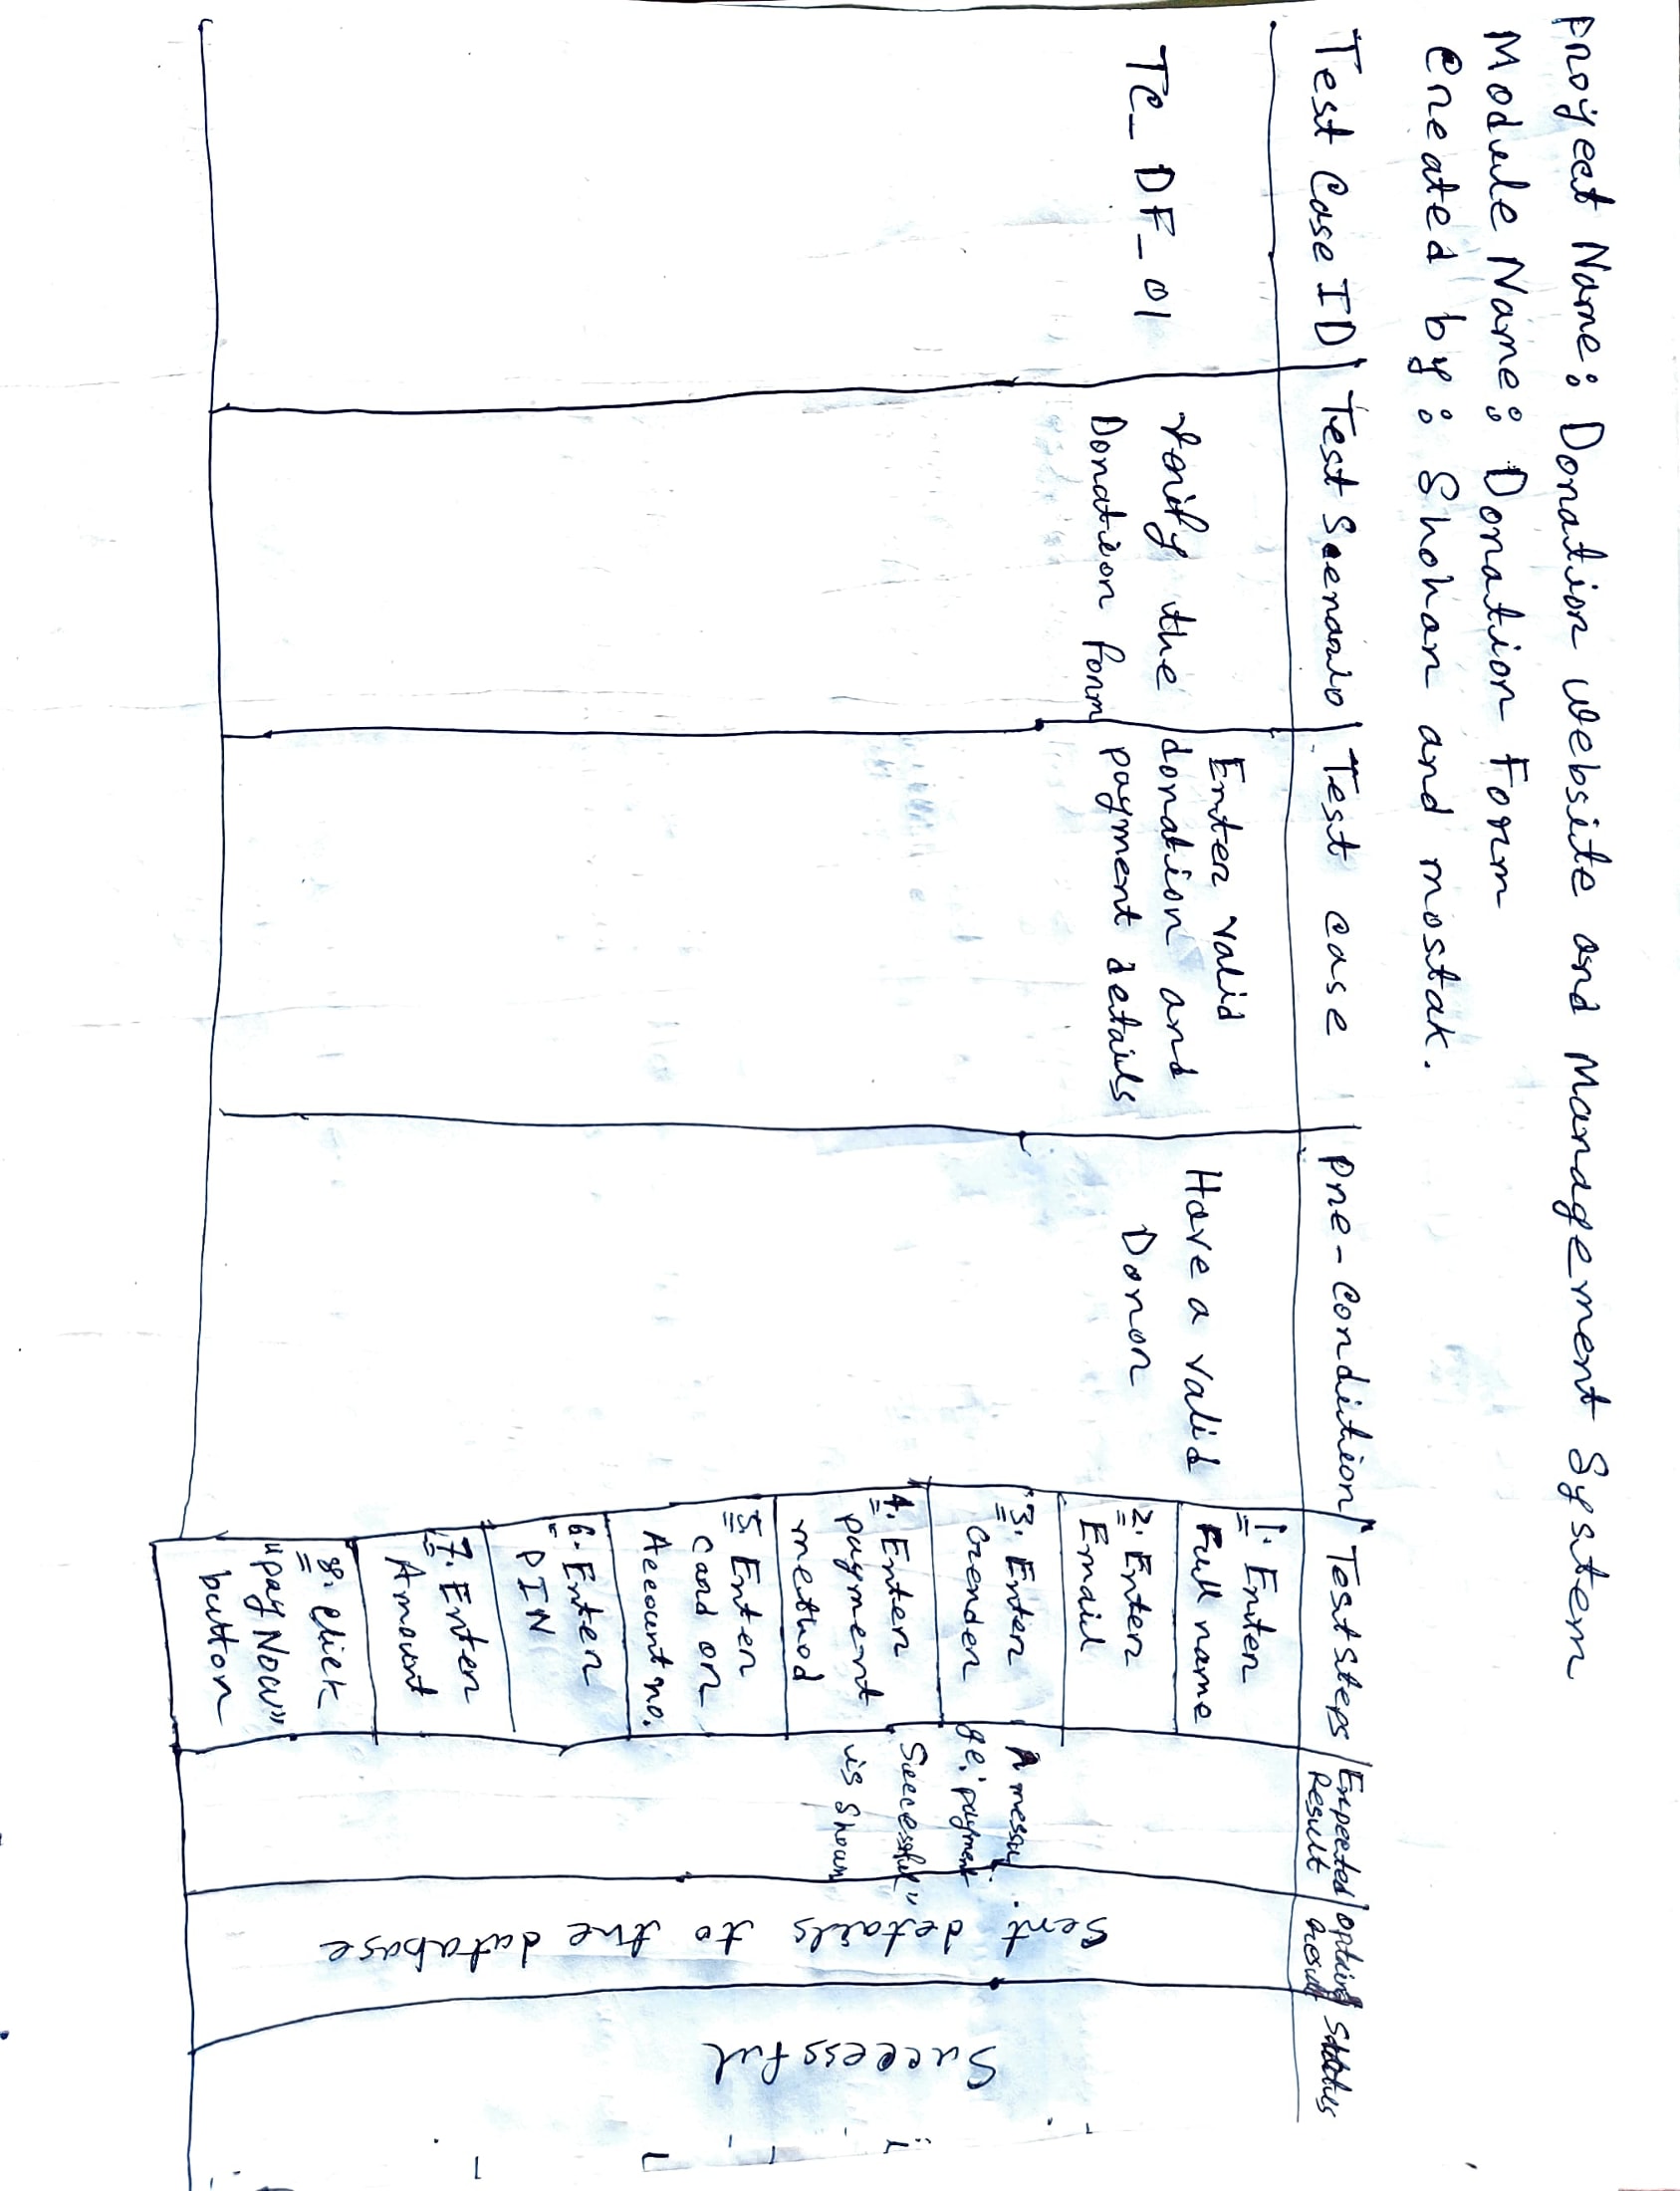 Project Name: Donation website and Management System
Module Name: Donation Form
Created by: Shohan and mostak.
Test Case ID
Test Scenario
Test case
Pre-Condition
Test steps
Expected Result
result
Status
TC_DF_01
Verify the
Donation form
Enter valid
donation and
payment details
Have a valid
Donor
1. Enter
Full name
2. Enter
Email
3. Enter
Gender
4. Enter
payment
method
5. Enter
Card or
Account no.
6. Enter
PIN
7. Enter
Amount
8. Click
"pay Now"
button
A messa
ge: payment
Successful"
is shown
Sent details to the database
Successful